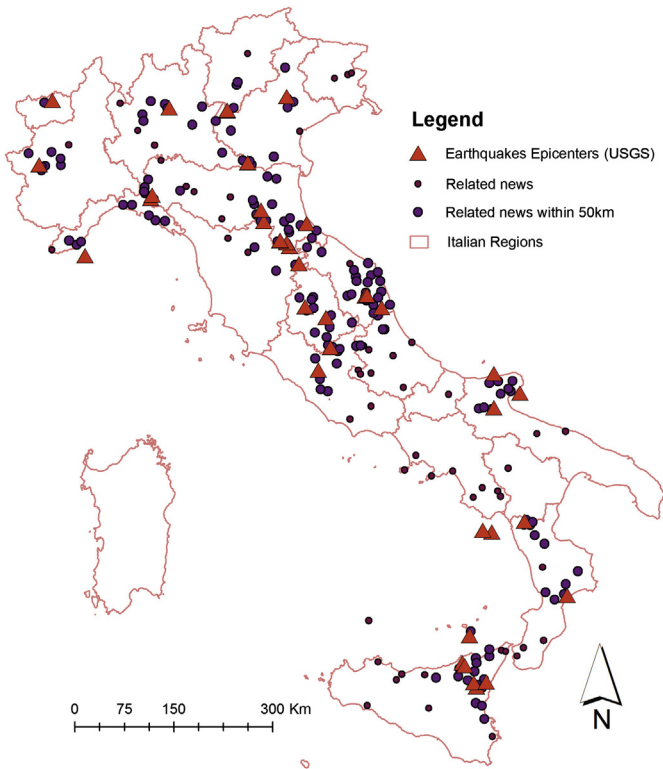 Legend
Earthquakes Epicenters (USGS)
Related news
Related news within 50km
Italian Regions
0 75 150 300 Km
N